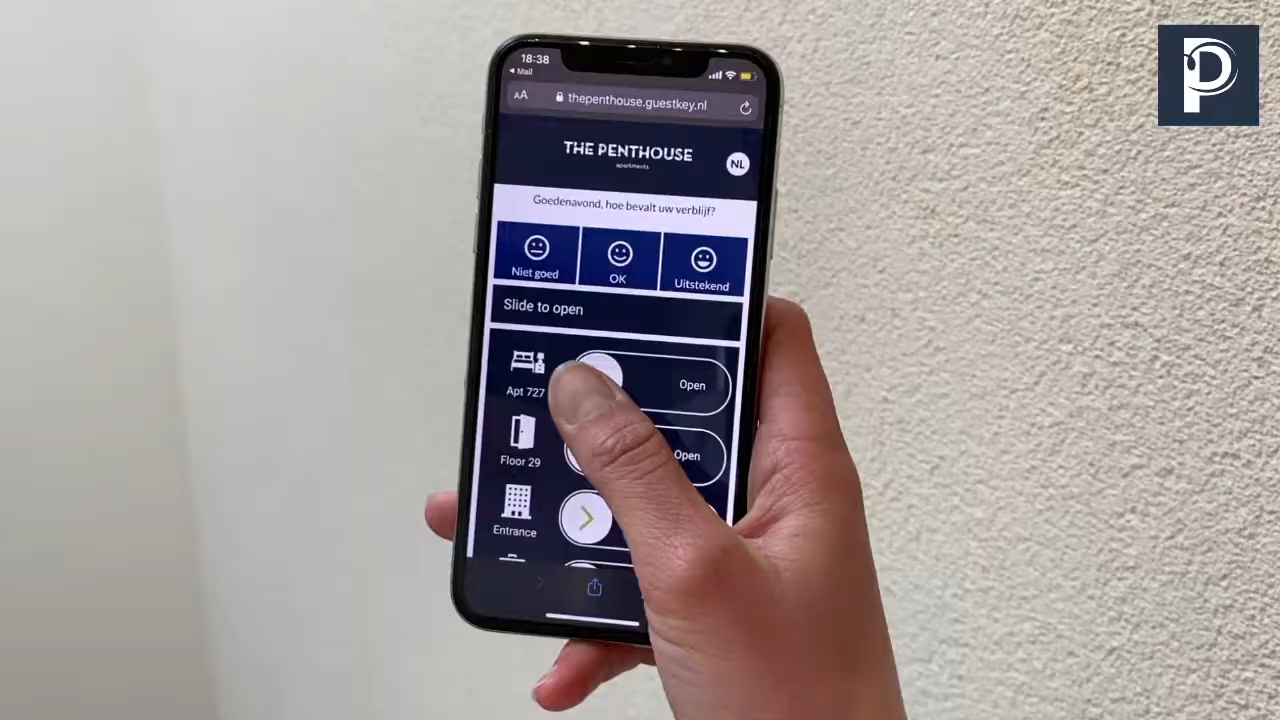 18:38
Mail
AA
thepenthouse.guestkey.nl
THE PENTHOUSE
apartments
NL
Goedenavond, hoe bevalt uw verblijf?
Niet goed
OK
Uitstekend
Slide to open
Apt 727
Open
Floor 29
Open
Entrance
P